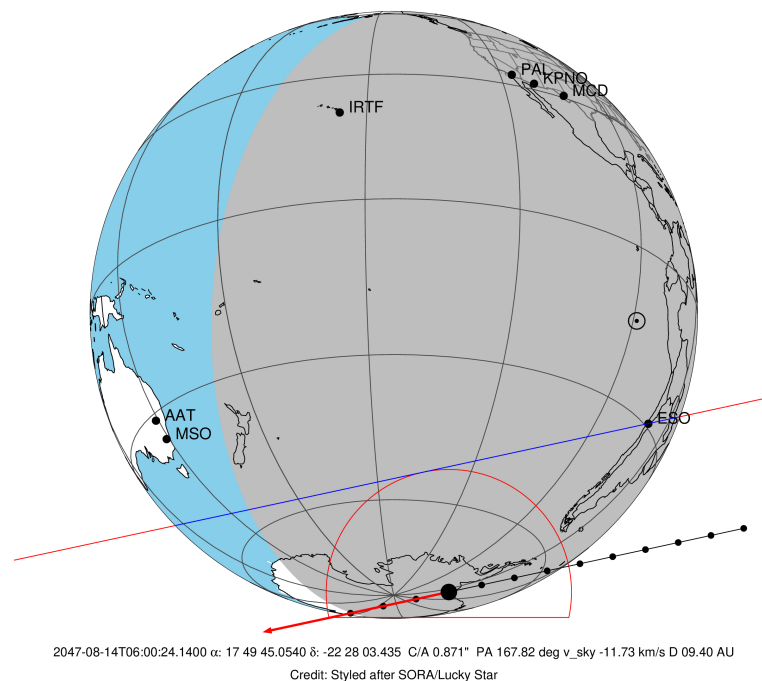 PAL
KPNO
MCD
IRTF
AAT
MSO
ESO
2047-08-14T06:00:24.1400 α: 17 49 45.0540 δ: -22 28 03.435 C/A 0.871" PA 167.82 deg v_sky -11.73 km/s D 09.40 AU
Credit: Styled after SORA/Lucky Star